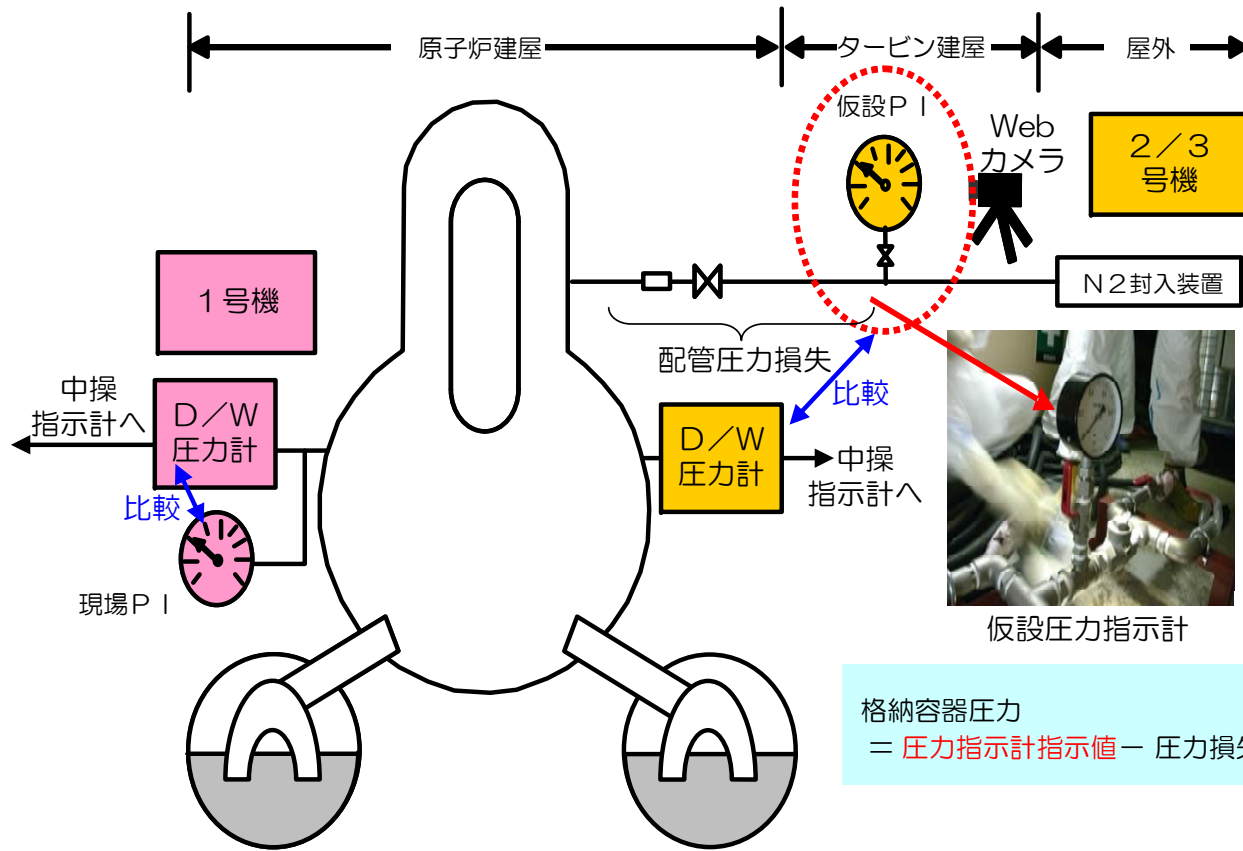 原子炉建屋
タービン建屋
屋外
仮設ＰＩ
Web
カメラ
２／３
号機
１号機
Ｎ２封入装置
配管圧力損失
比較
中操
指示計へ
Ｄ／Ｗ
圧力計
Ｄ／Ｗ
圧力計
中操
指示計へ
比較
現場ＰＩ
仮設圧力指示計
格納容器圧力
＝ 圧力指示計指示値－ 圧力損